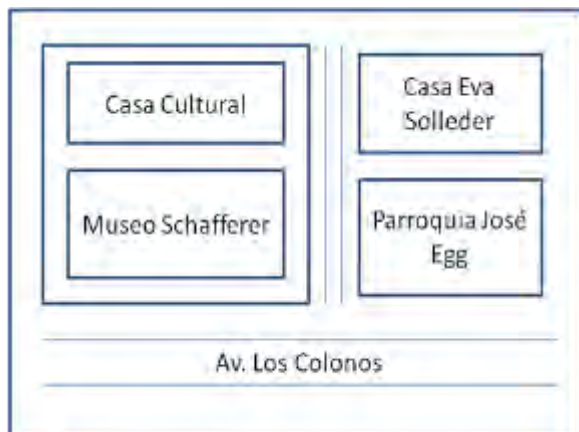 Casa Cultural
Casa Eva
Solleder
Museo Schafferer
Parroquia José
Egg
Av. Los Colonos